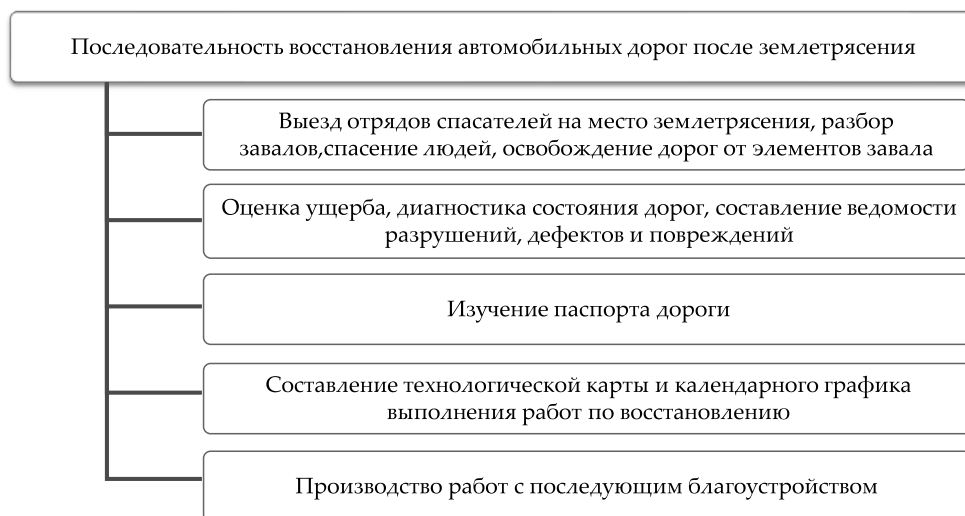 Последовательность восстановления автомобильных дорог после землетрясения
Выезд отрядов спасателей на место землетрясения, разбор
завалов,спасение людей, освобождение дорог от элементов завала
Оценка ущерба, диагностика состояния дорог, составление ведомости
разрушений, дефектов и повреждений
Изучение паспорта дороги
Составление технологической карты и календарного графика
выполнения работ по восстановлению
Производство работ с последующим благоустройством